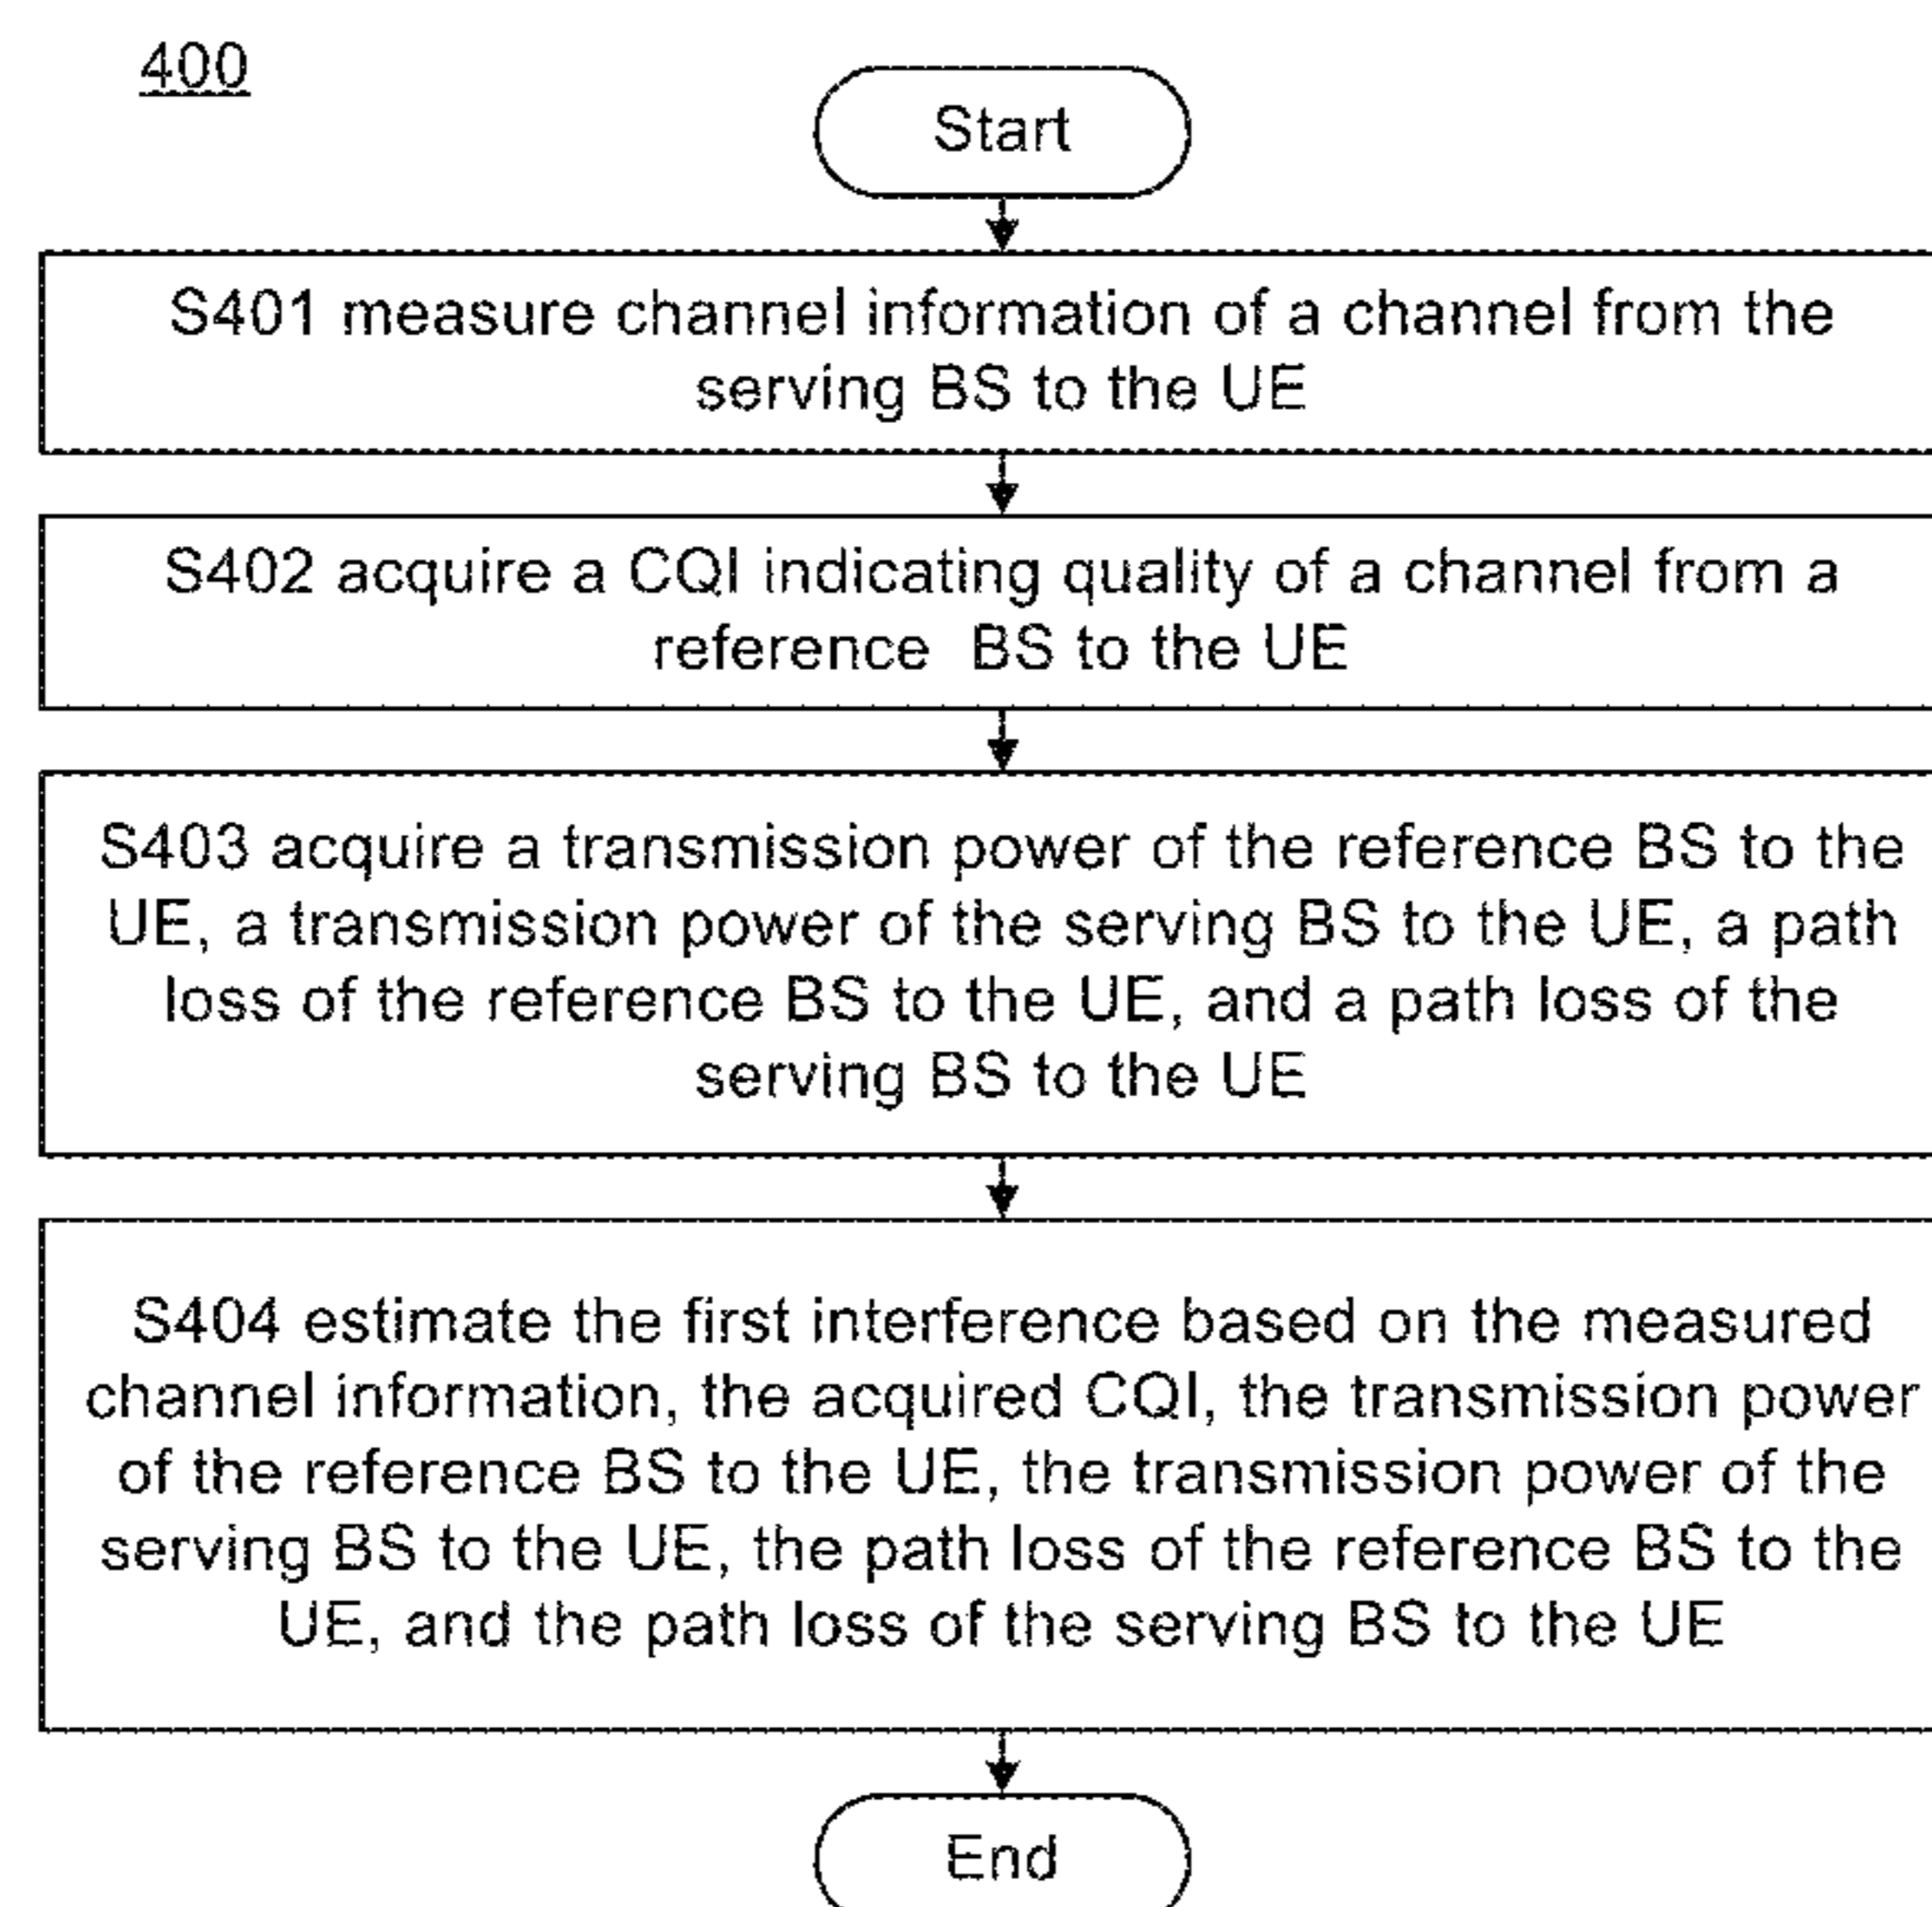 400
Start
S401 measure channel information of a channel from the
serving BS to the UE
S402 acquire a CQI indicating quality of a channel from a
reference BS to the UE
S403 acquire a transmission power of the reference BS to the
UE, a transmission power of the serving BS to the UE, a path
loss of the reference BS to the UE, and a path loss of the
serving BS to the UE
S404 estimate the first interference based on the measured
channel information, the acquired CQI, the transmission power
of the reference BS to the UE, the transmission power of the
serving BS to the UE, the path loss of the reference BS to the
UE, and the path loss of the serving BS to the UE
End